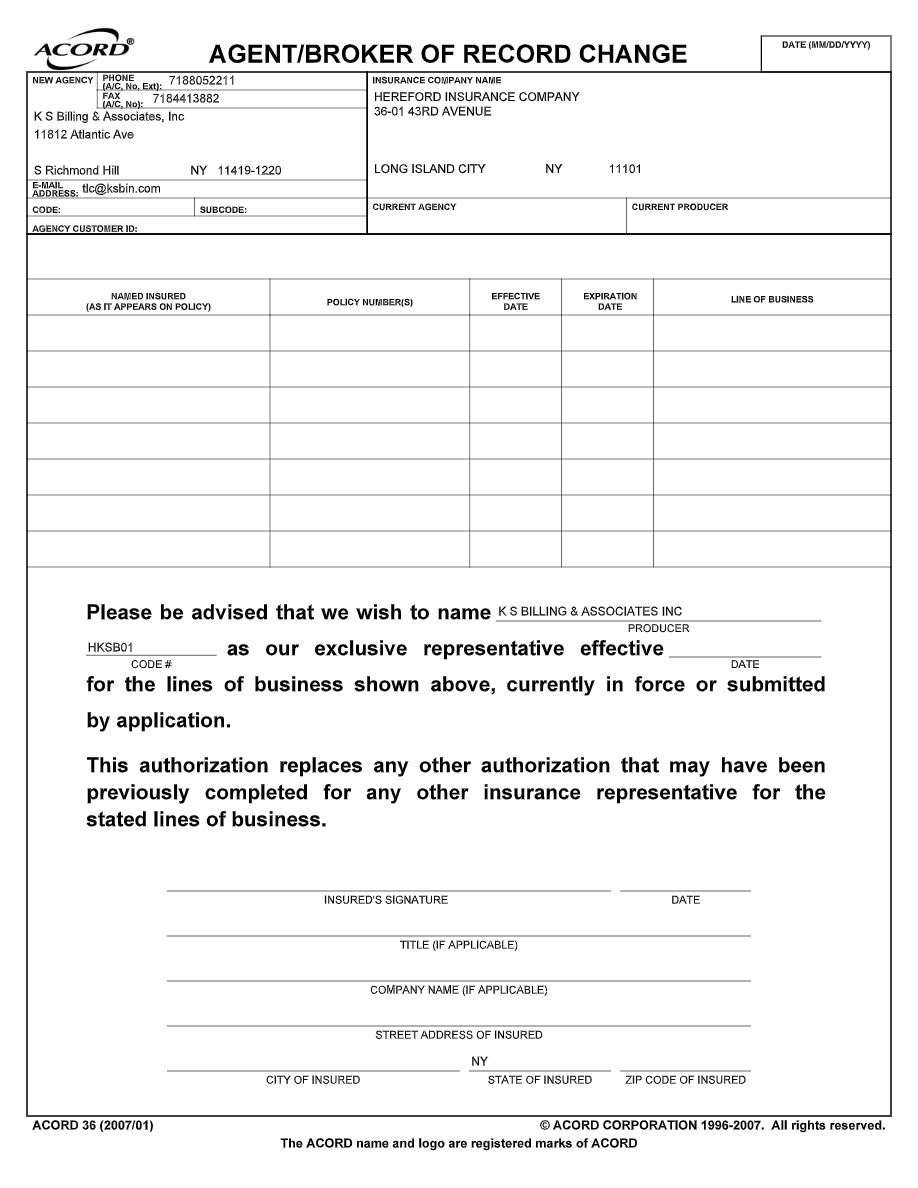 ACORD®
AGENT/BROKER OF RECORD CHANGE
DATE (MM/DD/YYYY)
NEW AGENCY
PHONE (A/C, No, Ext): 7188052211
FAX (A/C, No): 7184413882
K S Billing & Associates, Inc
11812 Atlantic Ave
S Richmond Hill NY 11419-1220
E-MAIL ADDRESS: tlc@ksbin.com
CODE: SUBCODE:
AGENCY CUSTOMER ID:
INSURANCE COMPANY NAME
HEREFORD INSURANCE COMPANY
36-01 43RD AVENUE
LONG ISLAND CITY NY 11101
CURRENT AGENCY CURRENT PRODUCER
NAMED INSURED
(AS IT APPEARS ON POLICY)
POLICY NUMBER(S)
EFFECTIVE
DATE
EXPIRATION
DATE
LINE OF BUSINESS
Please be advised that we wish to name K S BILLING & ASSOCIATES INC
PRODUCER
HKSB01 as our exclusive representative effective
CODE # DATE
for the lines of business shown above, currently in force or submitted
by application.
This authorization replaces any other authorization that may have been
previously completed for any other insurance representative for the
stated lines of business.
INSURED'S SIGNATURE DATE
TITLE (IF APPLICABLE)
COMPANY NAME (IF APPLICABLE)
STREET ADDRESS OF INSURED
NY
CITY OF INSURED STATE OF INSURED ZIP CODE OF INSURED
ACORD 36 (2007/01) © ACORD CORPORATION 1996-2007. All rights reserved.
The ACORD name and logo are registered marks of ACORD